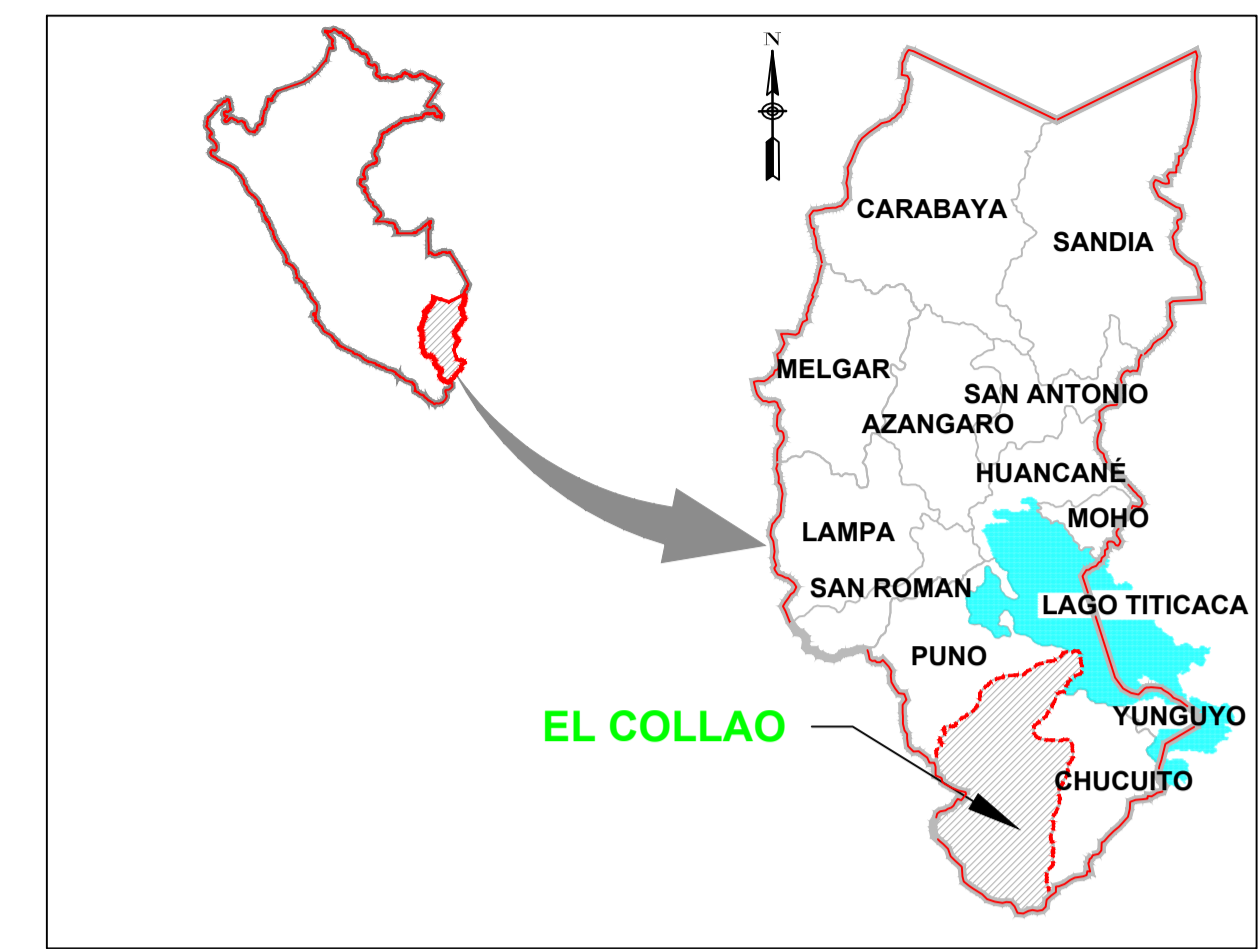 N
CARABAYA
SANDIA
MELGAR
SAN ANTONIO
AZANGARO
HUANCANÉ
MOHO
LAMPA
SAN ROMAN
LAGO TITICACA
PUNO
EL COLLAO
YUNGUYO
CHUCUITO